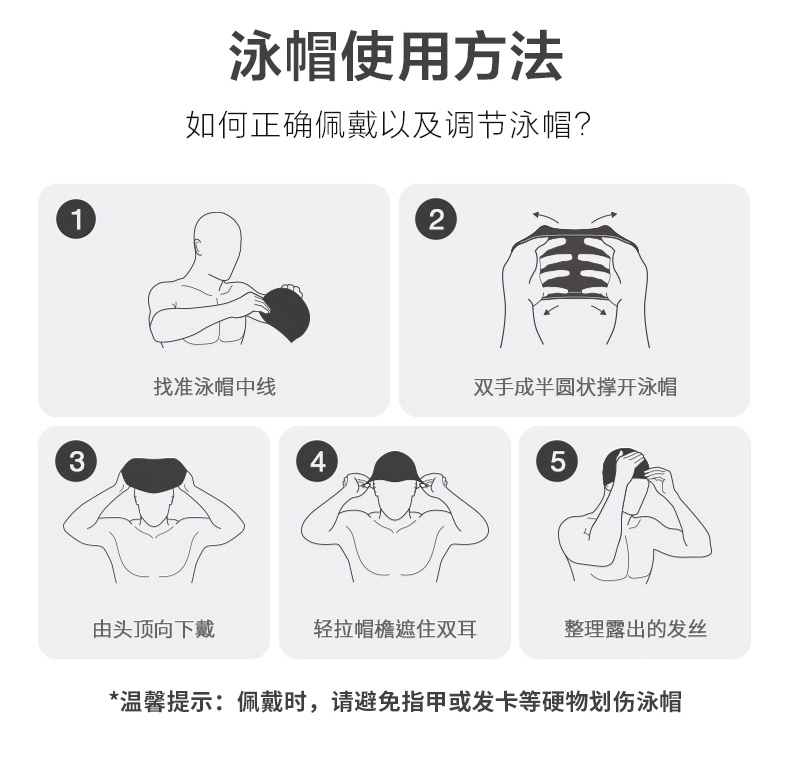 泳帽使用方法
如何正确佩戴以及调节泳帽?
1
找准泳帽中线
2
双手成半圆状撑开泳帽
3
由头顶向下戴
4
轻拉帽檐遮住双耳
5
整理露出的发丝
*温馨提示：佩戴时，请避免指甲或发卡等硬物划伤泳帽